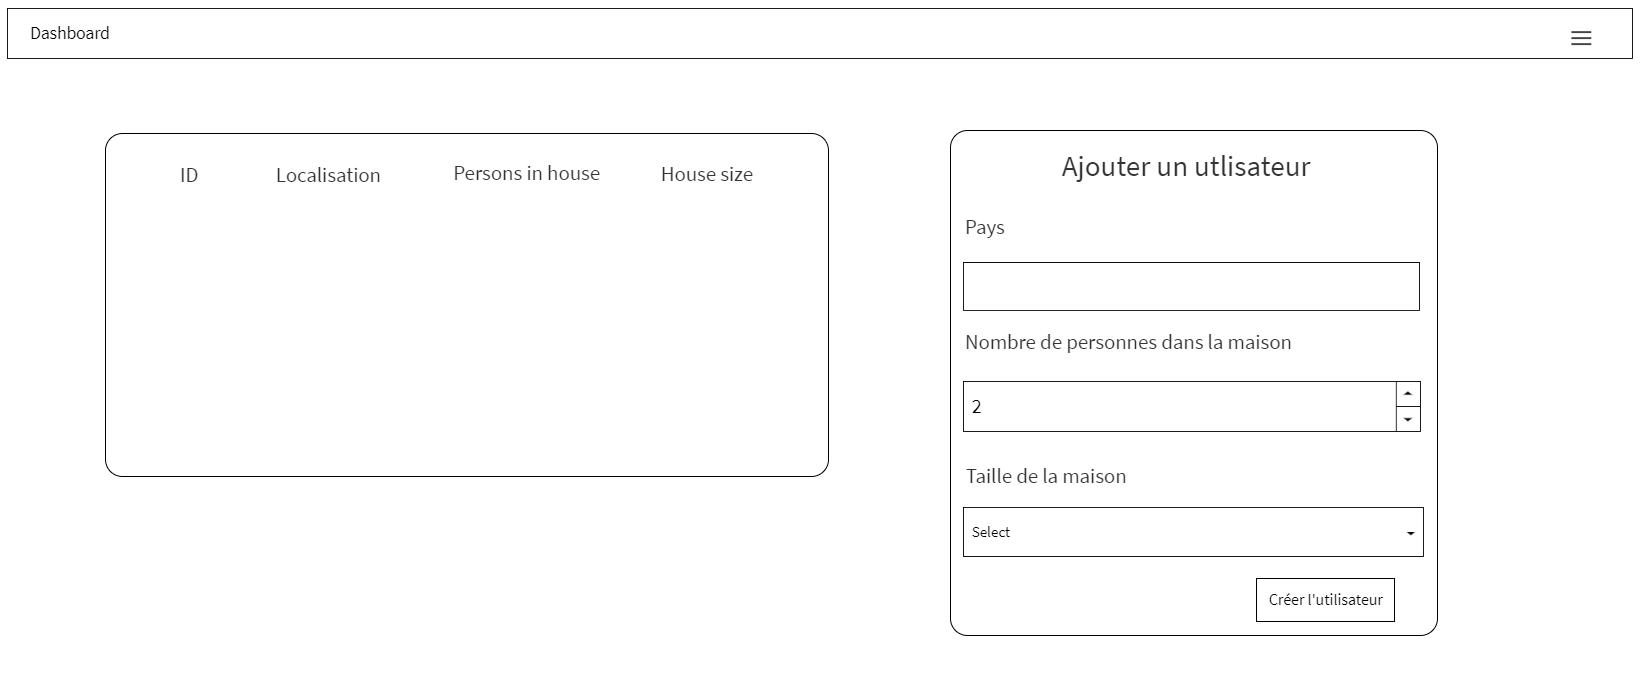 Dashboard
ID Localisation Persons in house House size
Ajouter un utlisateur
Pays
Nombre de personnes dans la maison
2
Taille de la maison
Select
Créer l'utilisateur